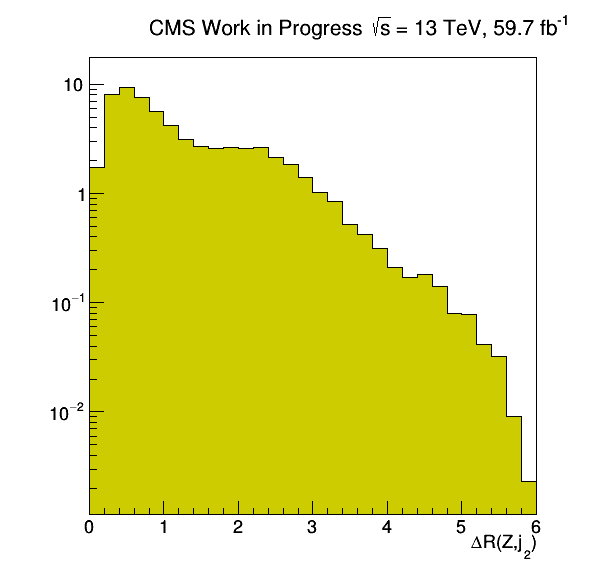 CMS Work in Progress √s = 13 TeV, 59.7 fb⁻¹
10
1
10⁻¹
10⁻²
0 1 2 3 4 5 6
ΔR(Z,j₂)